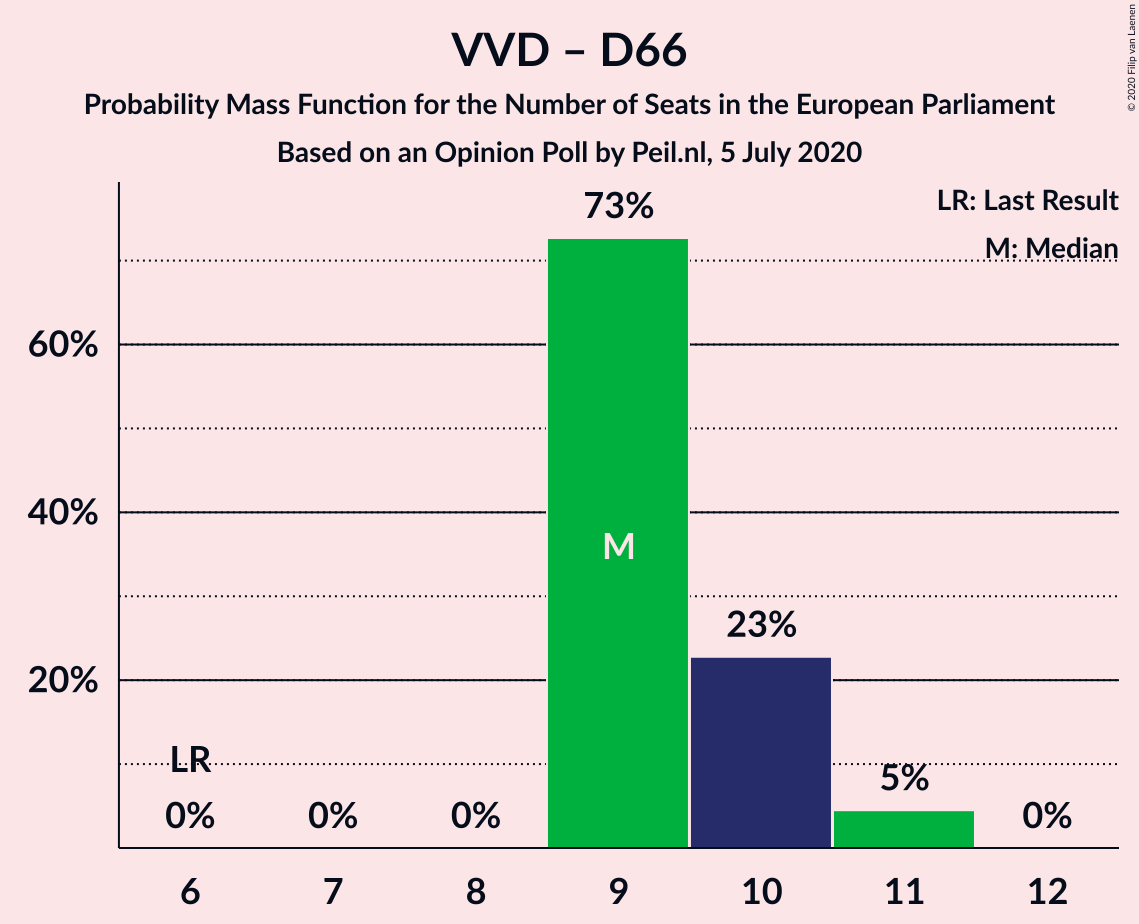 VVD – D66
Probability Mass Function for the Number of Seats in the European Parliament
Based on an Opinion Poll by Peil.nl, 5 July 2020
© 2020 Filip van Laenen
LR: Last Result
M: Median
73%
60%
M
40%
23%
20%
LR
5%
0%
0%
0%
0%
6
7
8
9
10
11
12